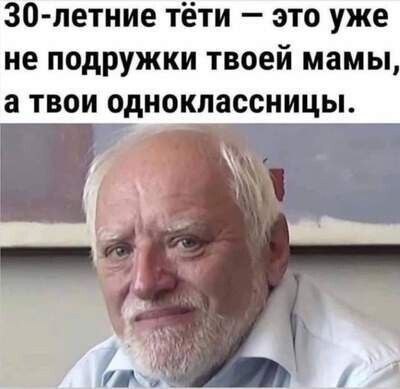 30-летние тёти — это уже
не подружки твоей мамы,
а твои одноклассницы.